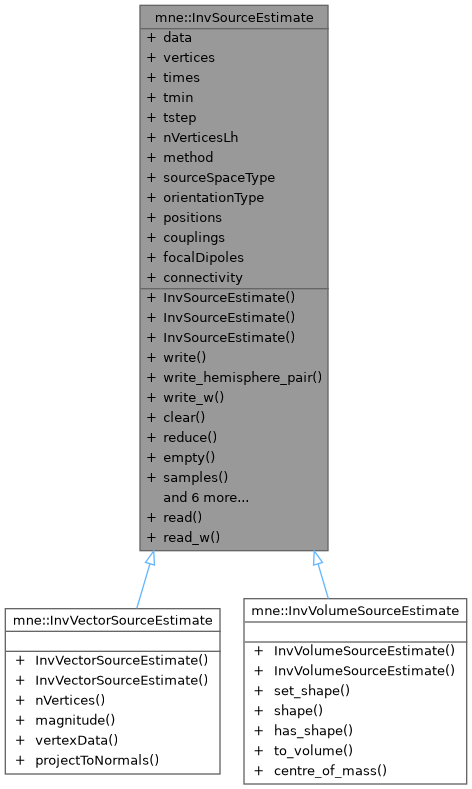 mne::InvSourceEstimate
+ data
+ vertices
+ times
+ tmin
+ tstep
+ nVerticesLh
+ method
+ sourceSpaceType
+ orientationType
+ positions
+ couplings
+ focalDipoles
+ connectivity
+ InvSourceEstimate()
+ InvSourceEstimate()
+ InvSourceEstimate()
+ write()
+ write_hemisphere_pair()
+ write_w()
+ clear()
+ reduce()
+ empty()
+ samples()
and 6 more...
+ read()
+ read_w()
mne::InvVectorSourceEstimate
+ InvVectorSourceEstimate()
+ InvVectorSourceEstimate()
+ nVertices()
+ magnitude()
+ vertexData()
+ projectToNormals()
mne::InvVolumeSourceEstimate
+ InvVolumeSourceEstimate()
+ InvVolumeSourceEstimate()
+ set_shape()
+ shape()
+ has_shape()
+ to_volume()
+ centre_of_mass()